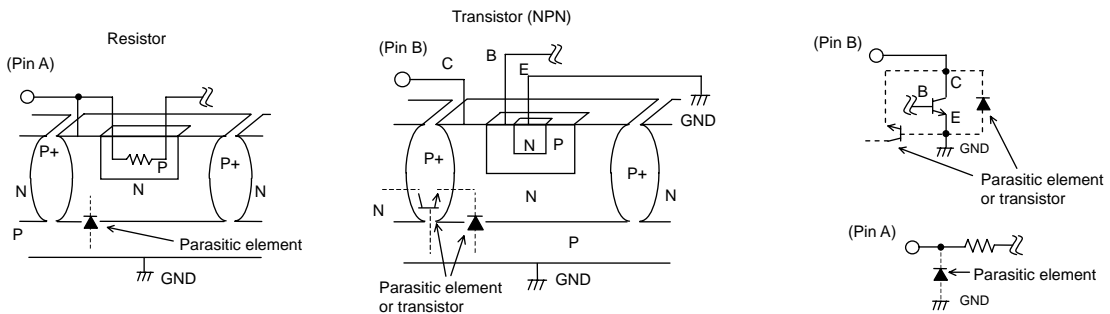 Resistor
(Pin A)
P+
P
P+
N
N
N
P
Parasitic element
GND
Transistor (NPN)
(Pin B)
C
B
E
GND
P+
N
P
P+
N
N
N
P
GND
Parasitic element
or transistor
(Pin B)
C
B
E
GND
Parasitic element
or transistor
(Pin A)
Parasitic element
GND